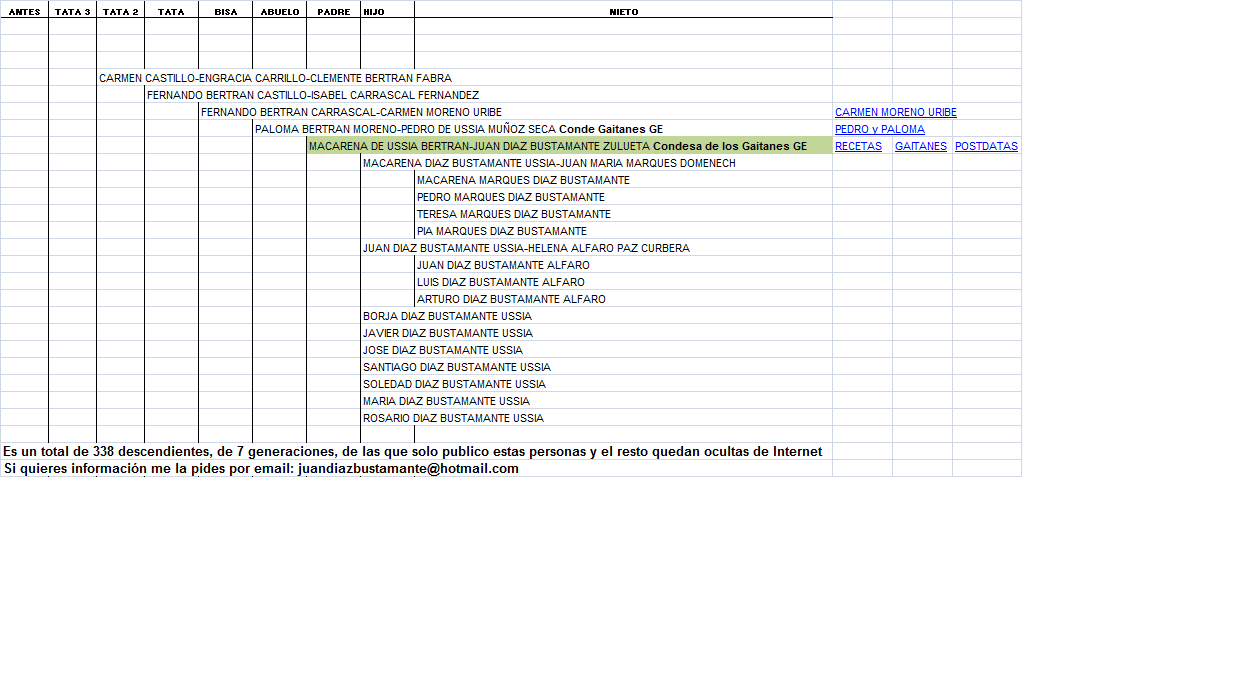 ANTES TATA 3 TATA 2 TATA BISA ABUELO PADRE HIJO NIETO
CARMEN CASTILLO-ENGRACIA CARRILLO-CLEMENTE BERTRAN FABRA
FERNANDO BERTRAN CASTILLO-ISABEL CARRASCAL FERNANDEZ
FERNANDO BERTRAN CARRASCAL-CARMEN MORENO URIBE CARMEN MORENO URIBE
PALOMA BERTRAN MORENO-PEDRO DE USSIA MUÑOZ SECA Conde Gaitanes GE PEDRO y PALOMA
MACARENA DE USSIA BERTRAN-JUAN DIAZ BUSTAMANTE ZULUETA Condesa de los Gaitanes GE RECETAS GAITANES POSTDATAS
MACARENA DIAZ BUSTAMANTE USSIA-JUAN MARIA MARQUES DOMENECH
MACARENA MARQUES DIAZ BUSTAMANTE
PEDRO MARQUES DIAZ BUSTAMANTE
TERESA MARQUES DIAZ BUSTAMANTE
PIA MARQUES DIAZ BUSTAMANTE
JUAN DIAZ BUSTAMANTE USSIA-HELENA ALFARO PAZ CURBERA
JUAN DIAZ BUSTAMANTE ALFARO
LUIS DIAZ BUSTAMANTE ALFARO
ARTURO DIAZ BUSTAMANTE ALFARO
BORJA DIAZ BUSTAMANTE USSIA
JAVIER DIAZ BUSTAMANTE USSIA
JOSE DIAZ BUSTAMANTE USSIA
SANTIAGO DIAZ BUSTAMANTE USSIA
SOLEDAD DIAZ BUSTAMANTE USSIA
MARIA DIAZ BUSTAMANTE USSIA
ROSARIO DIAZ BUSTAMANTE USSIA
Es un total de 338 descendientes, de 7 generaciones, de las que solo publico estas personas y el resto quedan ocultas de Internet
Si quieres información me la pides por email: juandiazbustamante@hotmail.com